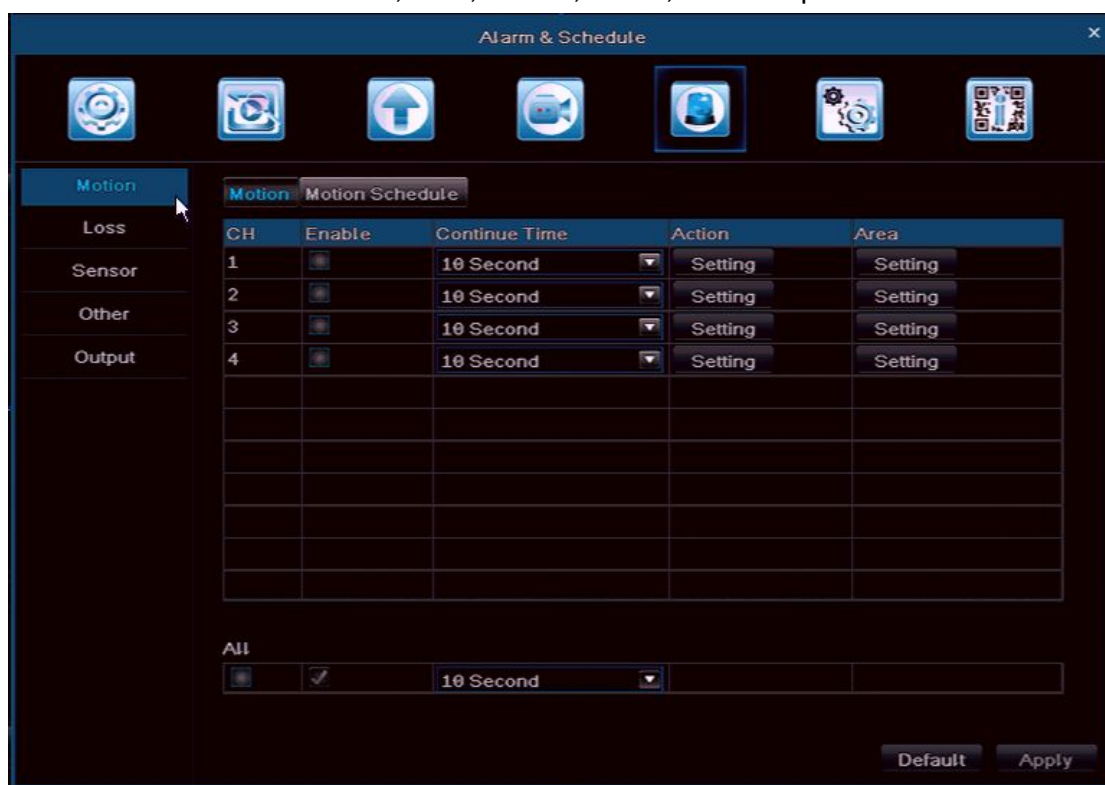 Alarm & Schedule ×
Motion
Loss
Sensor
Other
Output
Motion Motion Schedule
CH Enable Continue Time Action Area
1 10 Second Setting Setting
2 10 Second Setting Setting
3 10 Second Setting Setting
4 10 Second Setting Setting
All
10 Second
Default Apply